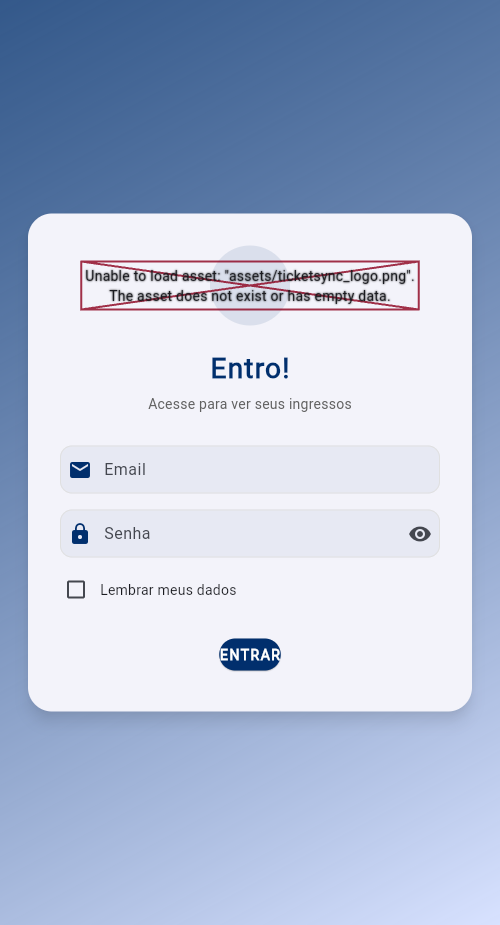 Unable to load asset: "assets/ticketsync_logo.png".
The asset does not exist or has empty data.
Entro!
Acesse para ver seus ingressos
Email
Senha
Lembrar meus dados
ENTRAR